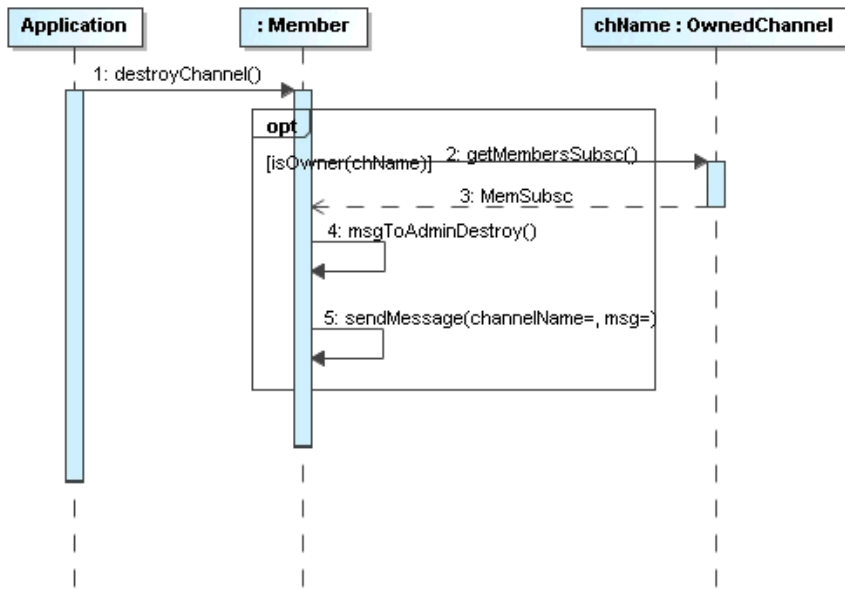 Application
: Member
chName : OwnedChannel
1: destroyChannel()
opt
[isOwner(chName)]
2: getMembersSubsc()
3: MemSubsc
4: msgToAdminDestroy()
5: sendMessage(channelName=, msg=)